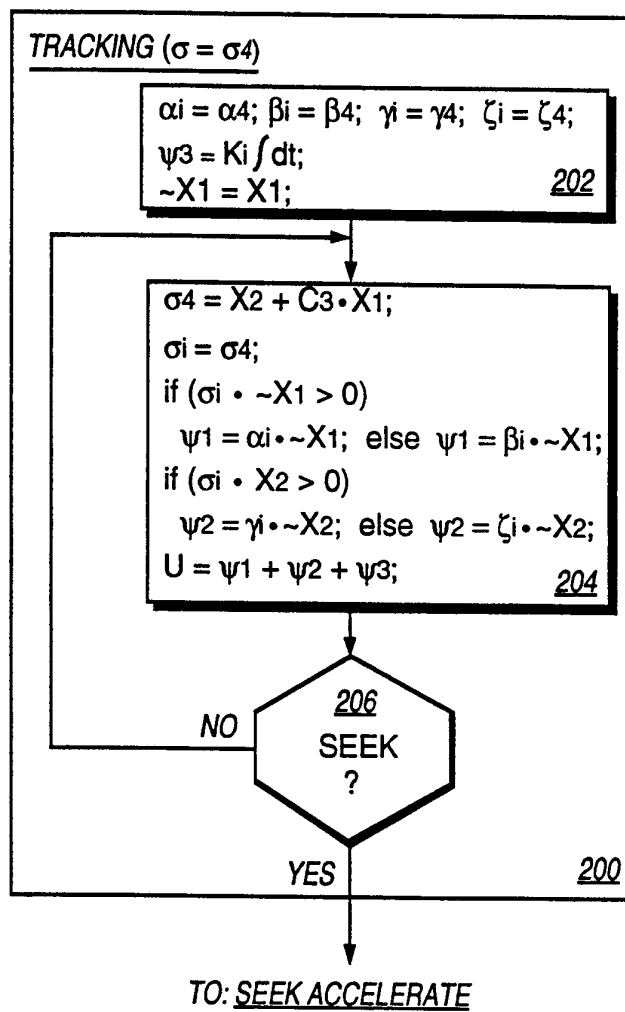 TRACKING (σ = σ4)
αi = α4; βi = β4; γi = γ4; ζi = ζ4;
ψ3 = Ki ∫ dt;
~X1 = X1;
202
σ4 = X2 + C3 • X1;
σi = σ4;
if (σi • ~X1 > 0)
ψ1 = αi • ~X1; else ψ1 = βi • ~X1;
if (σi • X2 > 0)
ψ2 = γi • ~X2; else ψ2 = ζi • ~X2;
U = ψ1 + ψ2 + ψ3;
204
206
SEEK
?
NO
YES
200
TO: SEEK ACCELERATE